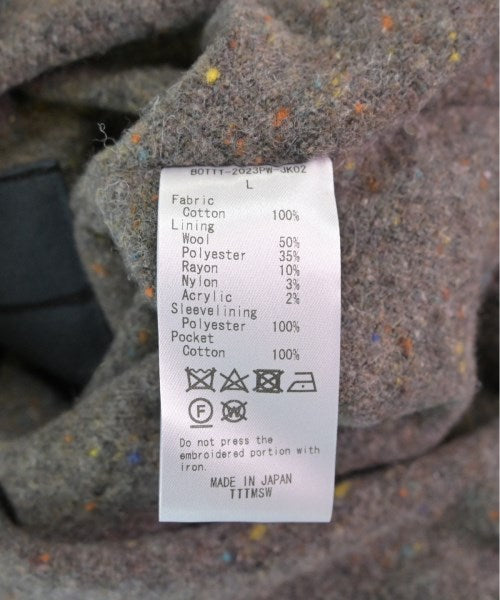 B0111-2023PW-JK02
L
Fabric
Cotton 100%
Lining
Wool 50%
Polyester 35%
Rayon 10%
Nylon 3%
Acrylic 2%
Sleevelining
Polyester 100%
Pocket
Cotton 100%
F W
Do not press the
embroidered portion with
iron.
MADE IN JAPAN
TTTMSW